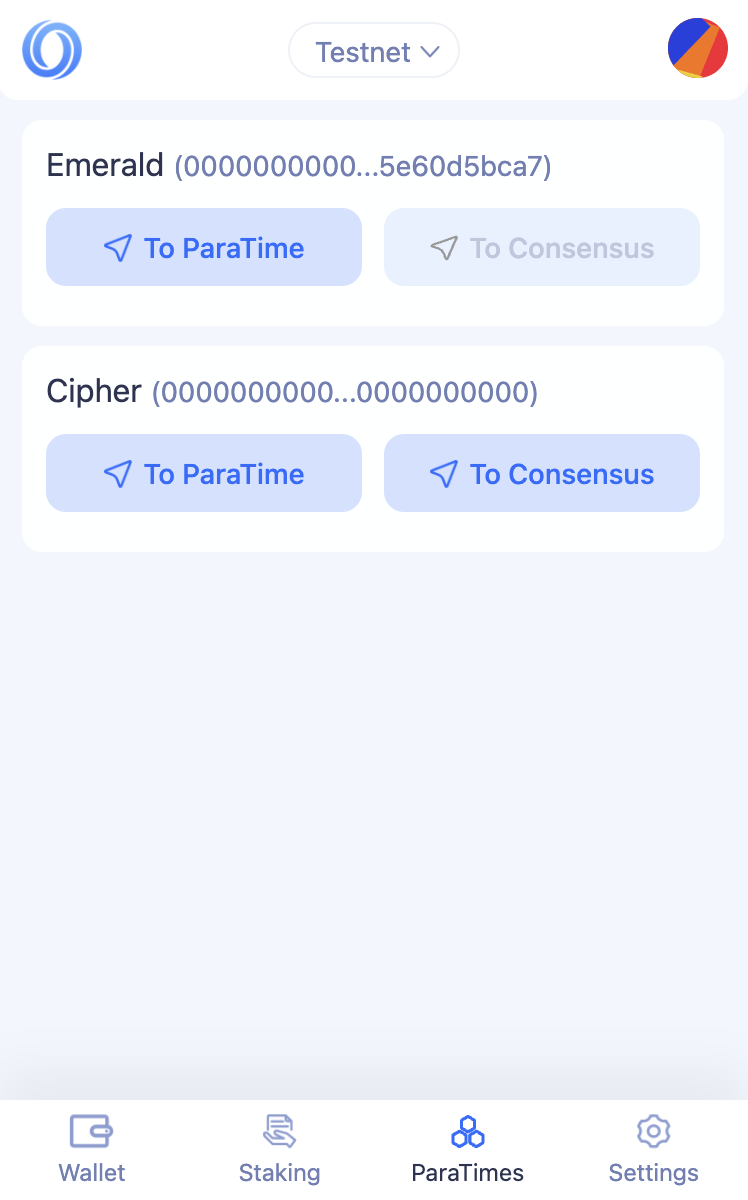 Testnet
Emerald (0000000000...5e60d5bca7)
To ParaTime To Consensus
Cipher (0000000000...0000000000)
To ParaTime To Consensus
Wallet Staking ParaTimes Settings